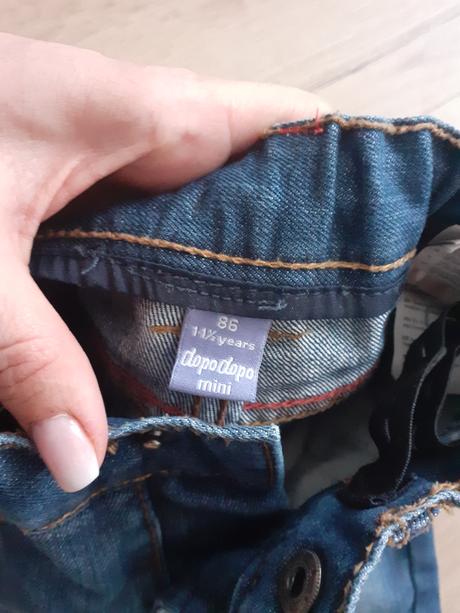 86
1-1½ years
dopodopo
mini